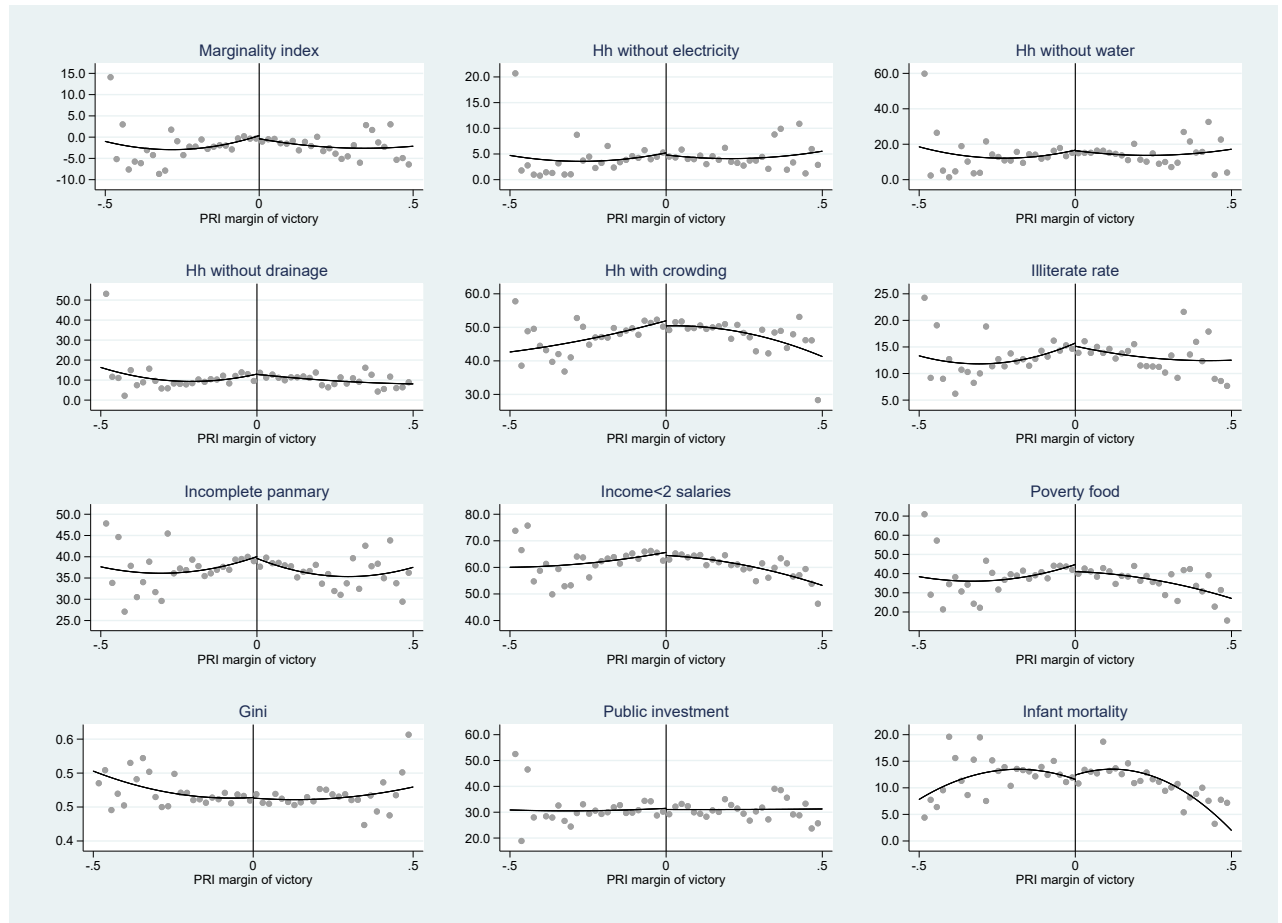 Marginality index
15.0
10.0
5.0
0.0
-5.0
-10.0
-.5 0 .5
PRI margin of victory
Hh without electricity
20.0
15.0
10.0
5.0
0.0
-.5 0 .5
PRI margin of victory
Hh without water
60.0
40.0
20.0
0.0
-.5 0 .5
PRI margin of victory
Hh without drainage
50.0
40.0
30.0
20.0
10.0
0.0
-.5 0 .5
PRI margin of victory
Hh with crowding
60.0
50.0
40.0
30.0
-.5 0 .5
PRI margin of victory
Illiterate rate
25.0
20.0
15.0
10.0
5.0
-.5 0 .5
PRI margin of victory
Incomplete panmary
50.0
45.0
40.0
35.0
30.0
25.0
-.5 0 .5
PRI margin of victory
Income<2 salaries
80.0
70.0
60.0
50.0
40.0
-.5 0 .5
PRI margin of victory
Poverty food
70.0
60.0
50.0
40.0
30.0
20.0
-.5 0 .5
PRI margin of victory
Gini
0.6
0.5
0.5
0.4
-.5 0 .5
PRI margin of victory
Public investment
60.0
50.0
40.0
30.0
20.0
-.5 0 .5
PRI margin of victory
Infant mortality
20.0
15.0
10.0
5.0
0.0
-.5 0 .5
PRI margin of victory